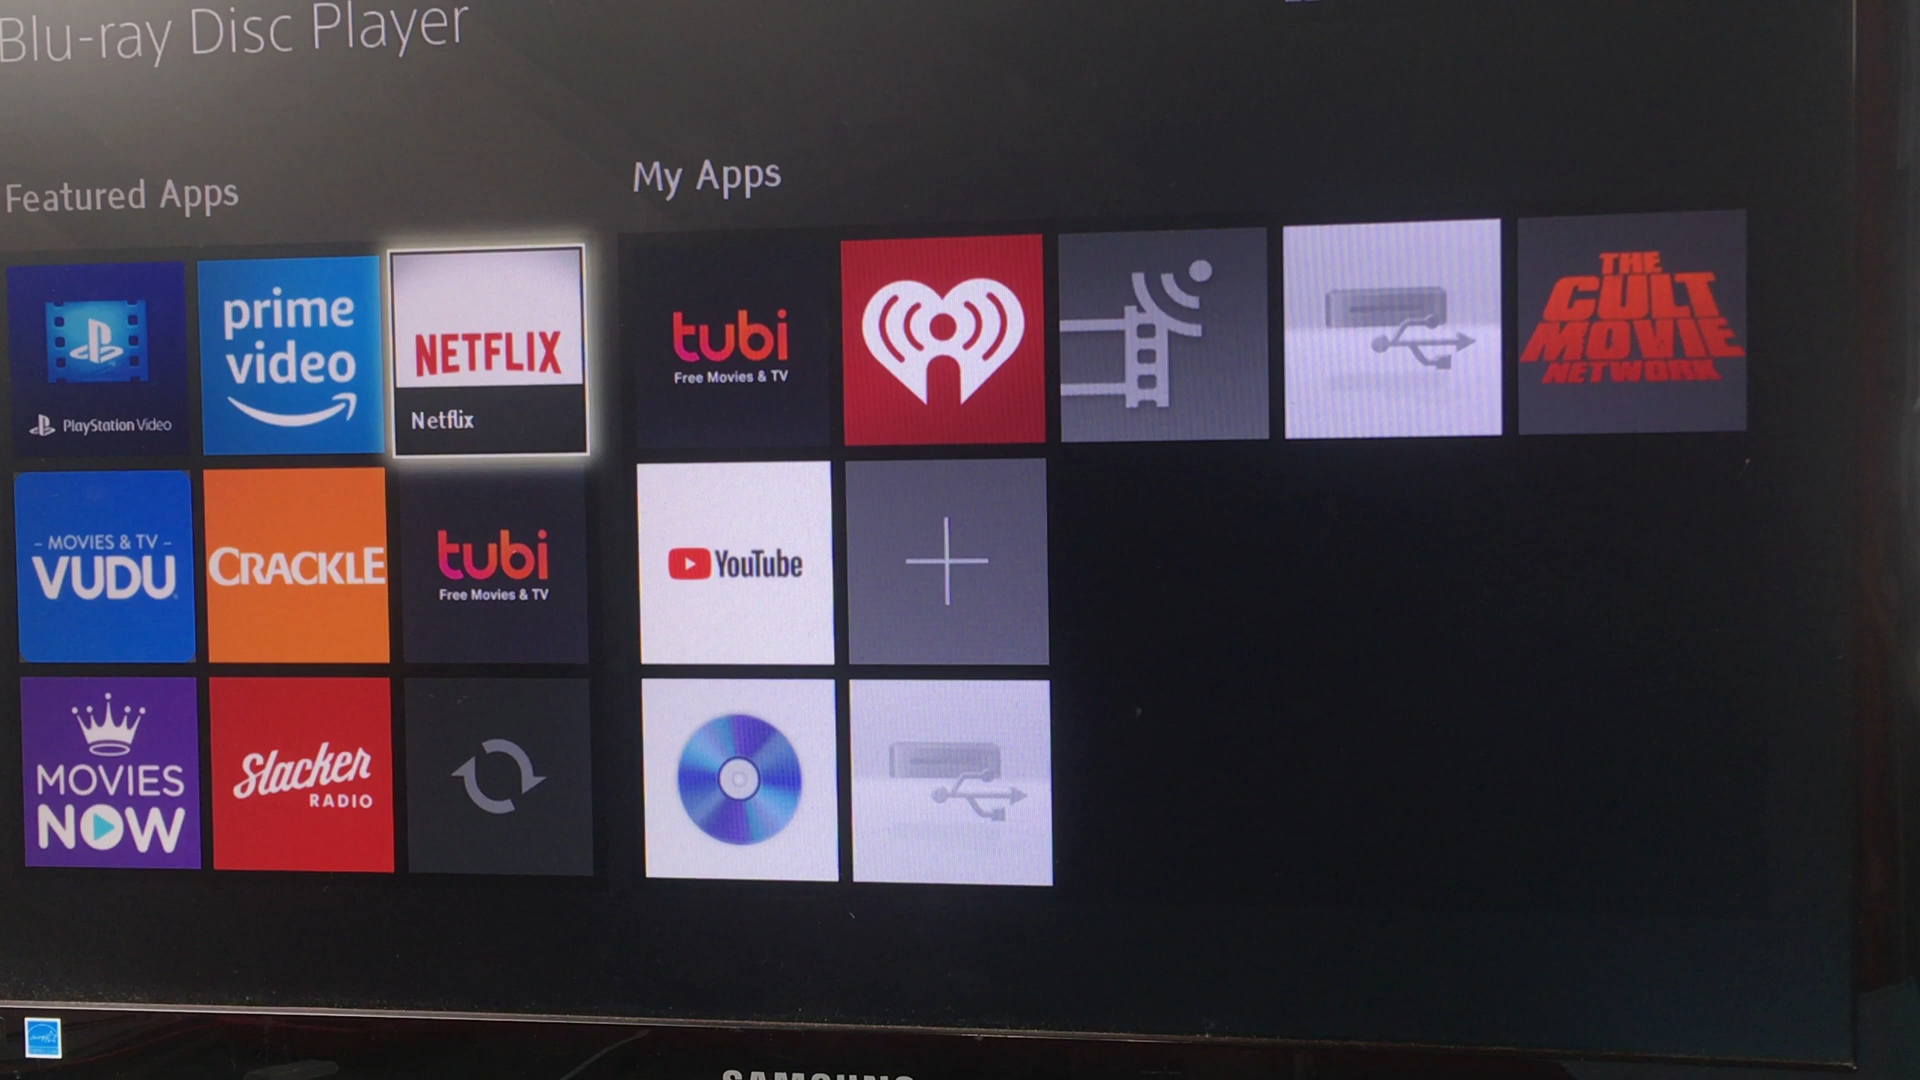 Blu-ray Disc Player
Featured Apps
My Apps
PlayStation Video
prime
video
NETFLIX
Netflix
tubi
Free Movies & TV
THE
CULT
MOVIE
NETWORK
- MOVIES & TV -
VUDU
CRACKLE
tubi
Free Movies & TV
YouTube
MOVIES
NOW
Slacker
RADIO
SAMSUNG